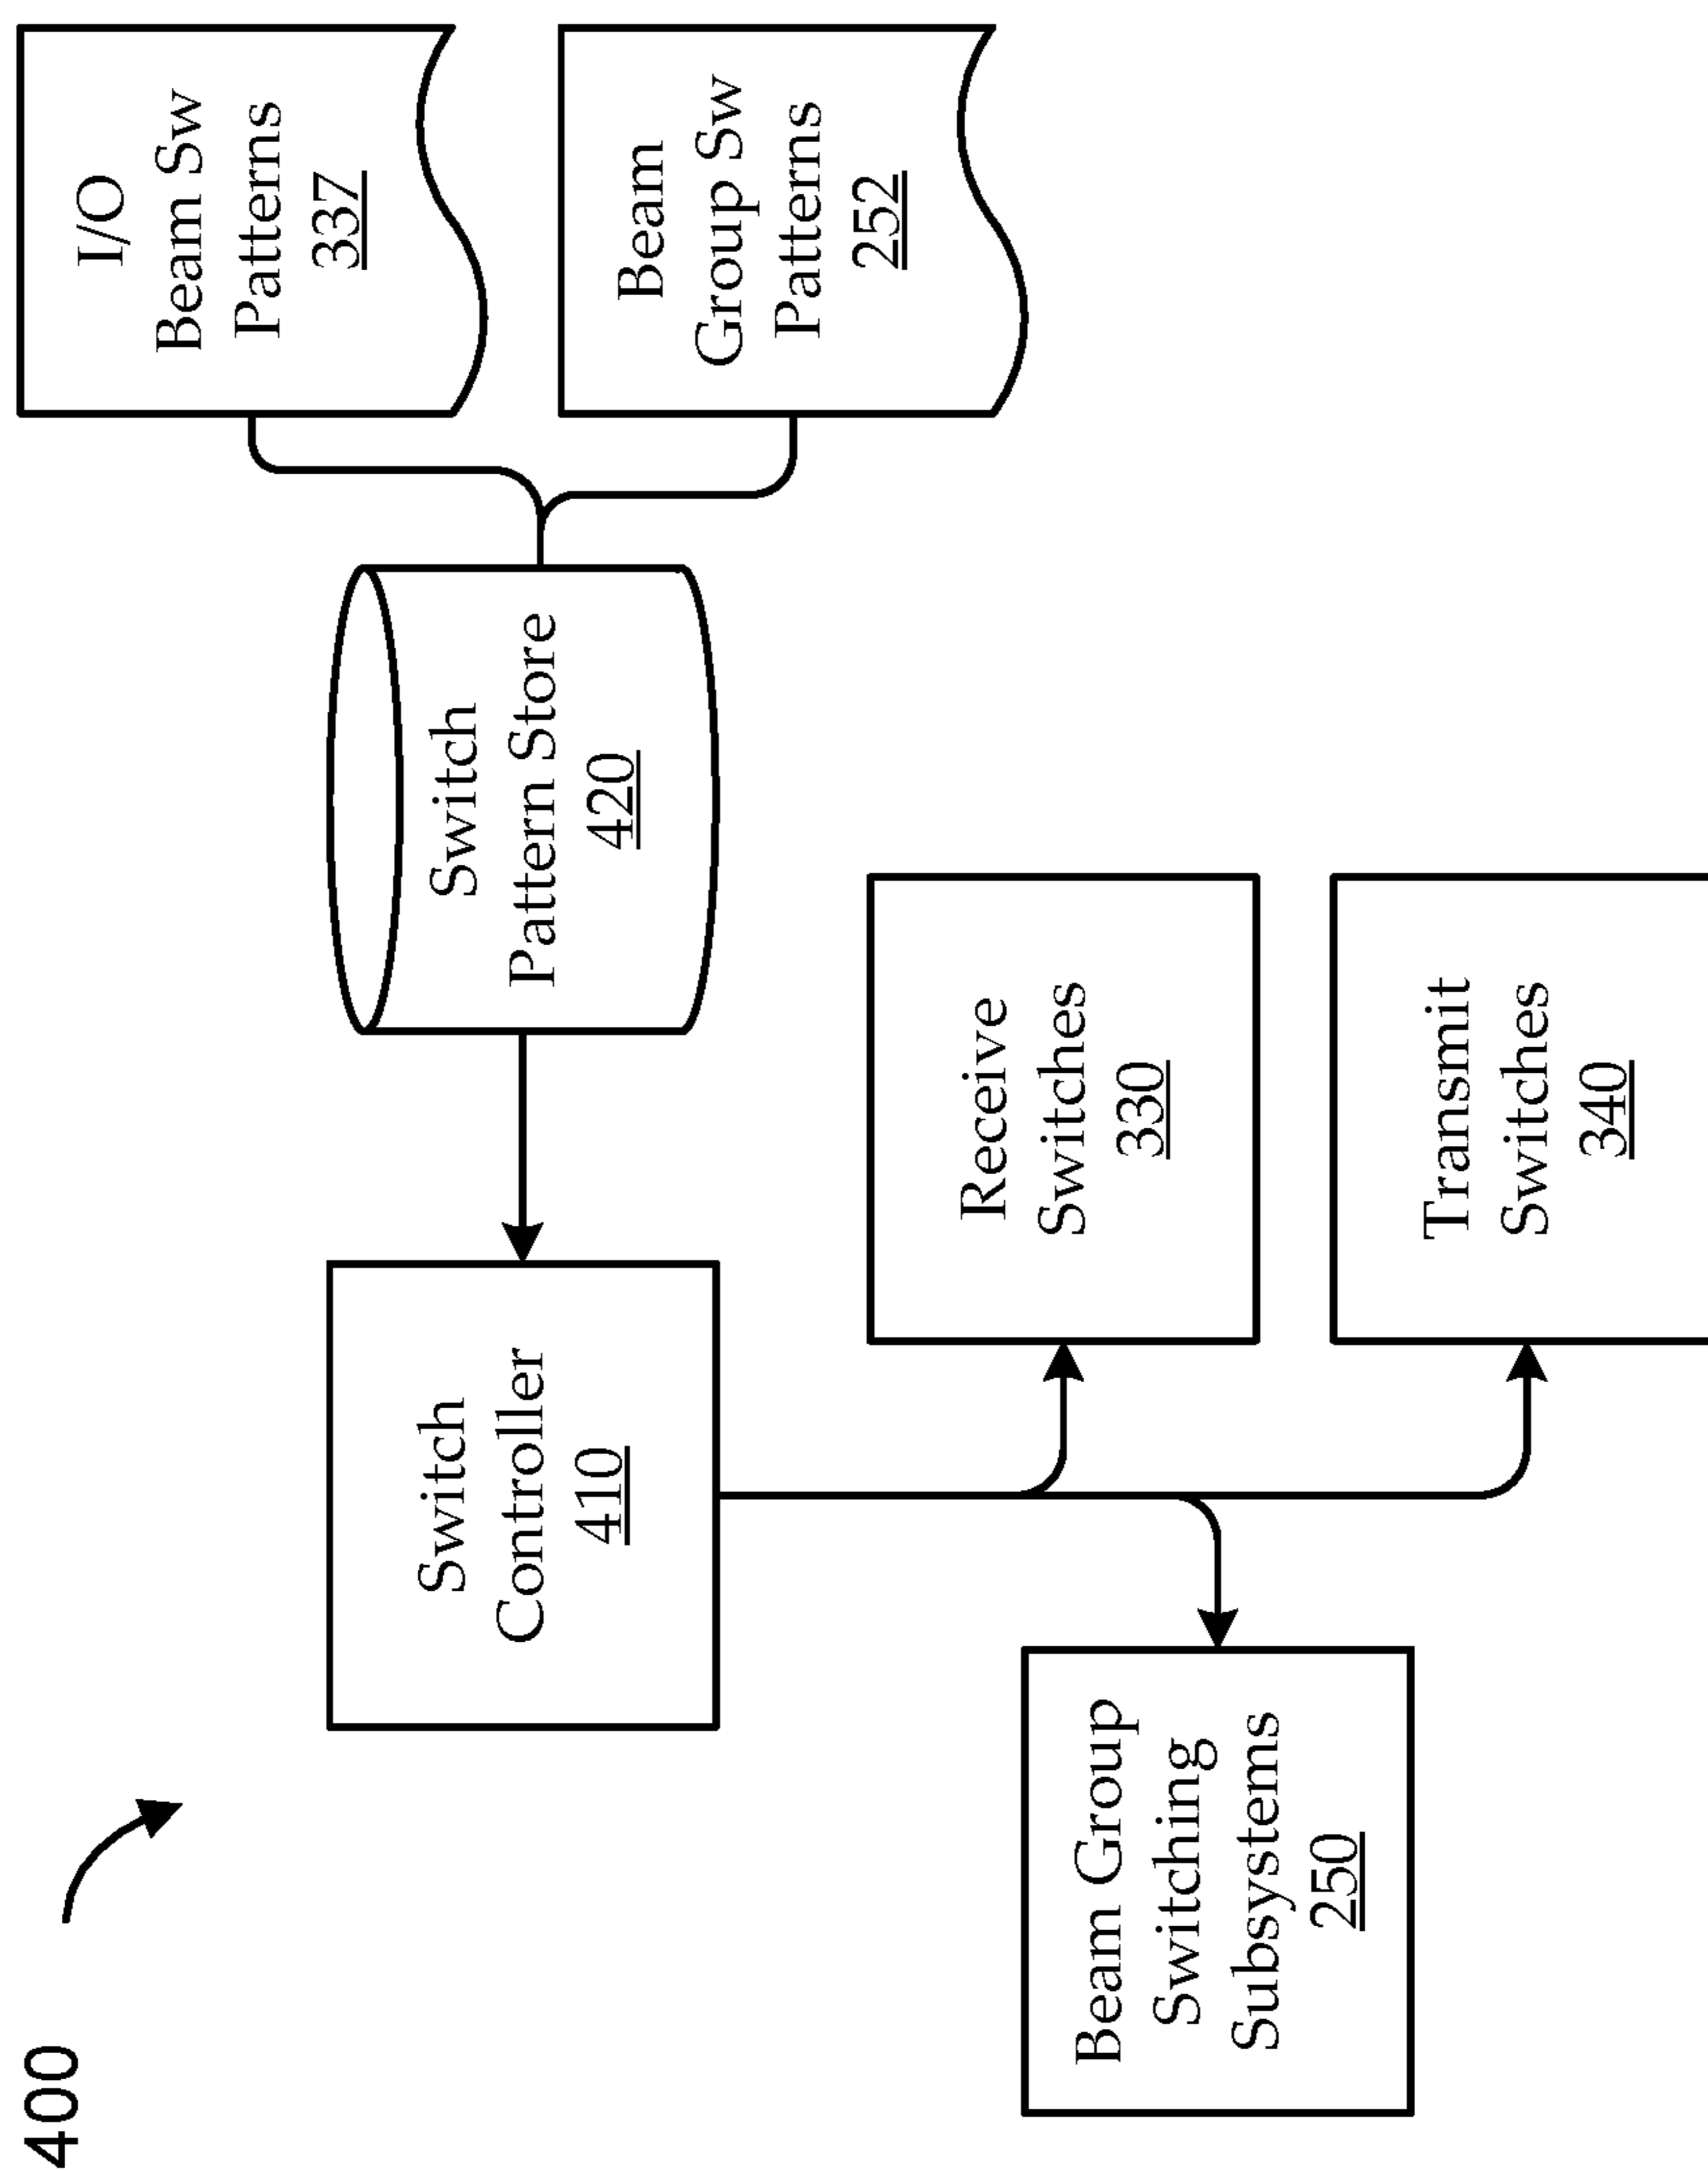 400
Switch
Controller
410
Switch
Pattern Store
420
I/O
Beam Sw
Patterns
337
Beam
Group Sw
Patterns
252
Beam Group
Switching
Subsystems
250
Receive
Switches
330
Transmit
Switches
340